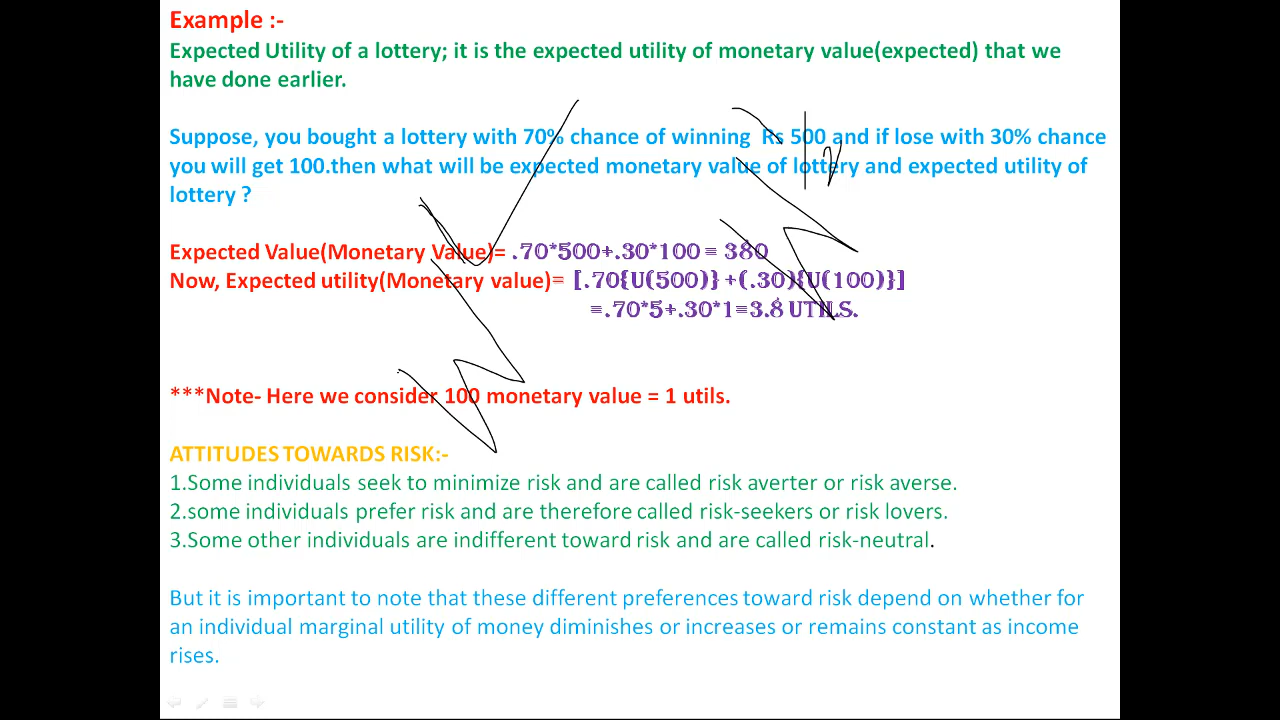 Example :-
Expected Utility of a lottery; it is the expected utility of monetary value(expected) that we
have done earlier.
Suppose, you bought a lottery with 70% chance of winning Rs 500 and if lose with 30% chance
you will get 100.then what will be expected monetary value of lottery and expected utility of
lottery ?
Expected Value(Monetary Value)= .70*500+.30*100 = 380
Now, Expected utility(Monetary value)= [.70{U(500)} +(.30){U(100)}]
=.70*5+.30*1=3.8 UTILS.
***Note- Here we consider 100 monetary value = 1 utils.
ATTITUDES TOWARDS RISK:-
1.Some individuals seek to minimize risk and are called risk averter or risk averse.
2.some individuals prefer risk and are therefore called risk-seekers or risk lovers.
3.Some other individuals are indifferent toward risk and are called risk-neutral.
But it is important to note that these different preferences toward risk depend on whether for
an individual marginal utility of money diminishes or increases or remains constant as income
rises.